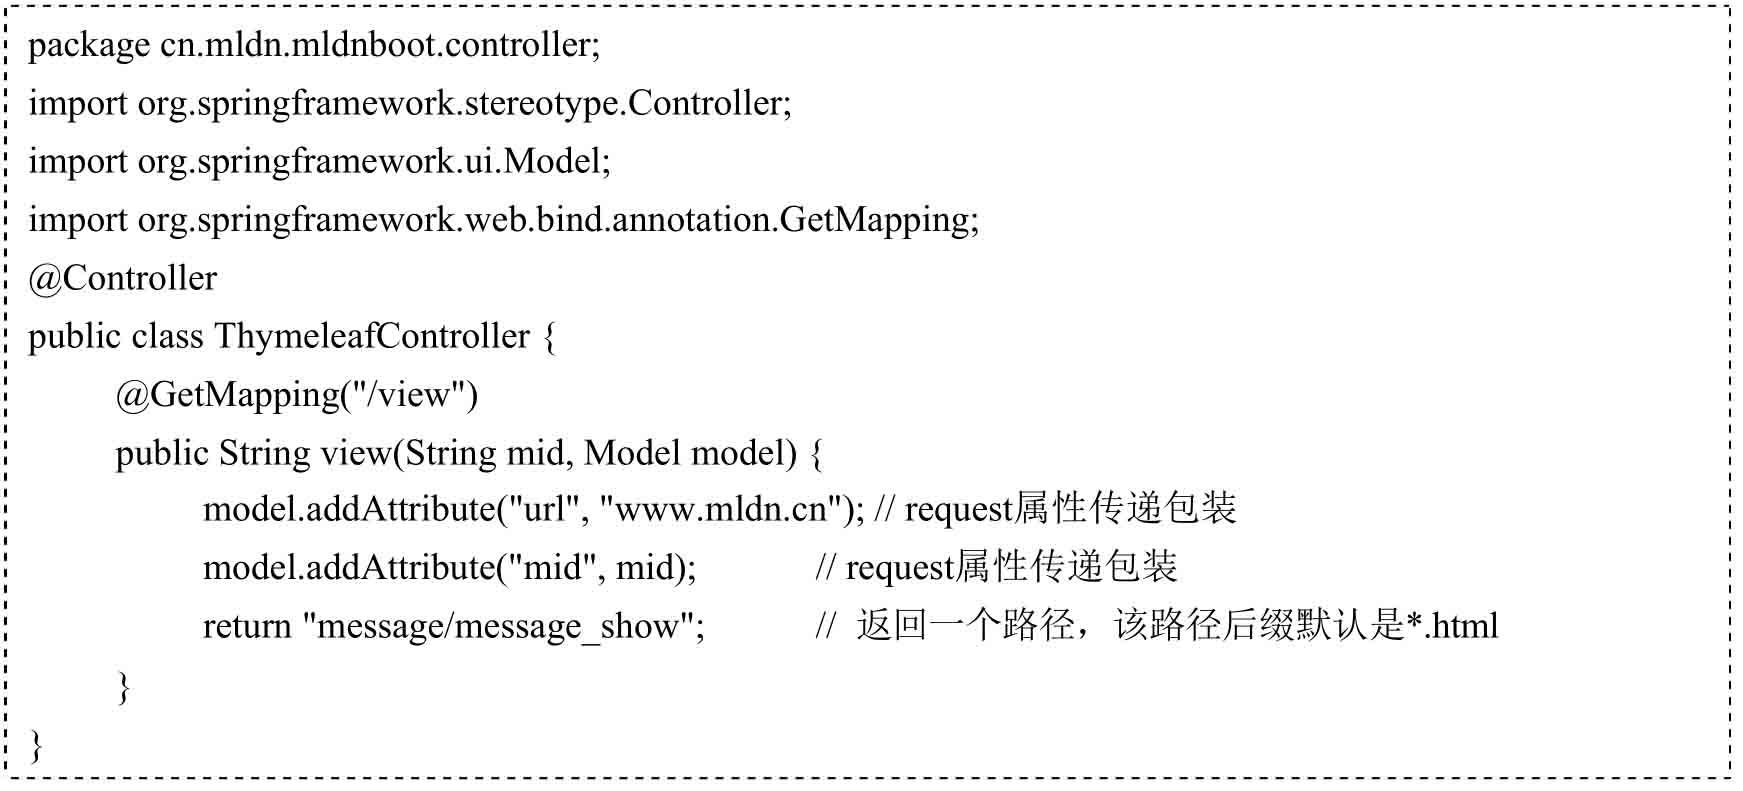 package cn.mldn.mldnboot.controller;
import org.springframework.stereotype.Controller;
import org.springframework.ui.Model;
import org.springframework.web.bind.annotation.GetMapping;
@Controller
public class ThymeleafController {
@GetMapping("/view")
public String view(String mid, Model model) {
model.addAttribute("url", "www.mldn.cn"); // request属性传递包装
model.addAttribute("mid", mid); // request属性传递包装
return "message/message_show"; // 返回一个路径，该路径后缀默认是*.html
}
}